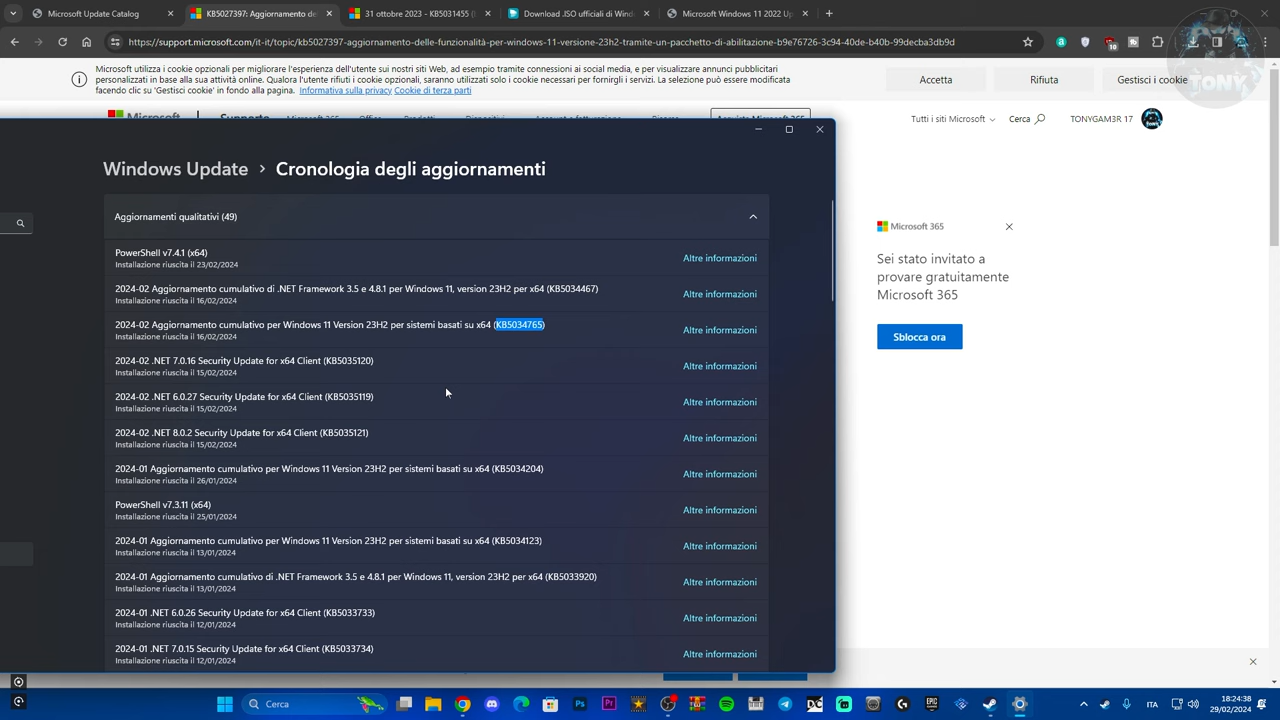 Microsoft Update Catalog
KB5027397: Aggiornamento de
31 ottobre 2023 - KB5031455 (
Download .ISO ufficiali di Wind
Microsoft Windows 11 2022 Up
https://support.microsoft.com/it-it/topic/kb5027397-aggiornamento-delle-funzionalità-per-windows-11-versione-23h2-tramite-un-pacchetto-di-abilitazione-b9e76726-3c94-40de-b40b-99decba3db9d
10
Microsoft utilizza i cookie opzionali per migliorare l'esperienza dell'utente sui nostri siti Web, ad esempio tramite connessioni ai social media, e per visualizzare annunci pubblicitari
personalizzati in base alla sua attività online. Qualora l'utente rifiuti i cookie opzionali, saranno utilizzati unicamente i cookie necessari per fornirgli i servizi. La selezione può essere modificata
facendo clic su 'Gestisci cookie' in fondo alla pagina. Informativa sulla privacy Cookie di terze parti
Accetta
Rifiuta
Gestisci i cookie
TONY
Tutti i siti Microsoft
Cerca
TONYGAM3R 17
Windows Update > Cronologia degli aggiornamenti
Aggiornamenti qualitativi (49)
PowerShell v7.4.1 (x64)
Installazione riuscita il 23/02/2024
Altre informazioni
2024-02 Aggiornamento cumulativo di .NET Framework 3.5 e 4.8.1 per Windows 11, version 23H2 per x64 (KB5034467)
Installazione riuscita il 16/02/2024
Altre informazioni
2024-02 Aggiornamento cumulativo per Windows 11 Version 23H2 per sistemi basati su x64 (KB5034765)
Installazione riuscita il 16/02/2024
Altre informazioni
2024-02 .NET 7.0.16 Security Update for x64 Client (KB5035120)
Installazione riuscita il 15/02/2024
Altre informazioni
2024-02 .NET 6.0.27 Security Update for x64 Client (KB5035119)
Installazione riuscita il 15/02/2024
Altre informazioni
2024-02 .NET 8.0.2 Security Update for x64 Client (KB5035121)
Installazione riuscita il 15/02/2024
Altre informazioni
2024-01 Aggiornamento cumulativo per Windows 11 Version 23H2 per sistemi basati su x64 (KB5034204)
Installazione riuscita il 26/01/2024
Altre informazioni
PowerShell v7.3.11 (x64)
Installazione riuscita il 25/01/2024
Altre informazioni
2024-01 Aggiornamento cumulativo per Windows 11 Version 23H2 per sistemi basati su x64 (KB5034123)
Installazione riuscita il 13/01/2024
Altre informazioni
2024-01 Aggiornamento cumulativo di .NET Framework 3.5 e 4.8.1 per Windows 11, version 23H2 per x64 (KB5033920)
Installazione riuscita il 13/01/2024
Altre informazioni
2024-01 .NET 6.0.26 Security Update for x64 Client (KB5033733)
Installazione riuscita il 12/01/2024
Altre informazioni
2024-01 .NET 7.0.15 Security Update for x64 Client (KB5033734)
Installazione riuscita il 12/01/2024
Altre informazioni
Microsoft 365
Sei stato invitato a
provare gratuitamente
Microsoft 365
Sblocca ora
Cerca
ITA
18:24:38
29/02/2024